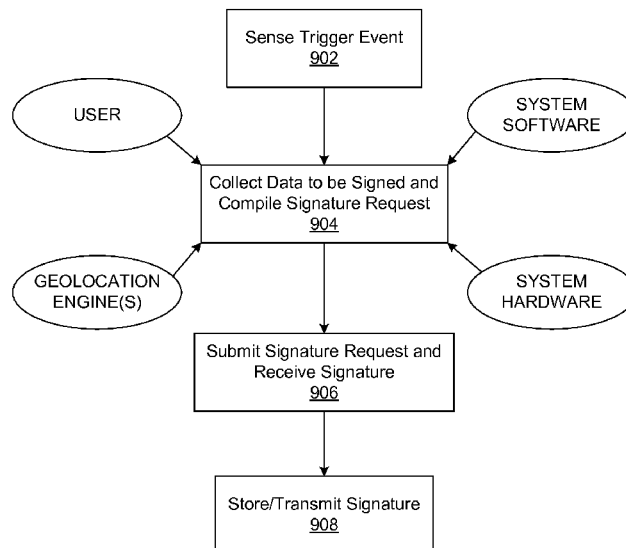 Sense Trigger Event
902
USER
SYSTEM
SOFTWARE
Collect Data to be Signed and
Compile Signature Request
904
GEOLOCATION
ENGINE(S)
SYSTEM
HARDWARE
Submit Signature Request and
Receive Signature
906
Store/Transmit Signature
908